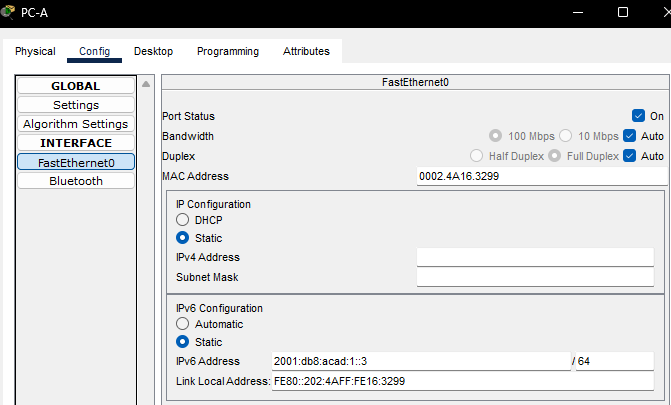 PC-A
Physical Config Desktop Programming Attributes
GLOBAL
Settings
Algorithm Settings
INTERFACE
FastEthernet0
Bluetooth
FastEthernet0
Port Status On
Bandwidth 100 Mbps 10 Mbps Auto
Duplex Half Duplex Full Duplex Auto
MAC Address 0002.4A16.3299
IP Configuration
DHCP
Static
IPv4 Address
Subnet Mask
IPv6 Configuration
Automatic
Static
IPv6 Address 2001:db8:acad:1::3 / 64
Link Local Address: FE80::202:4AFF:FE16:3299